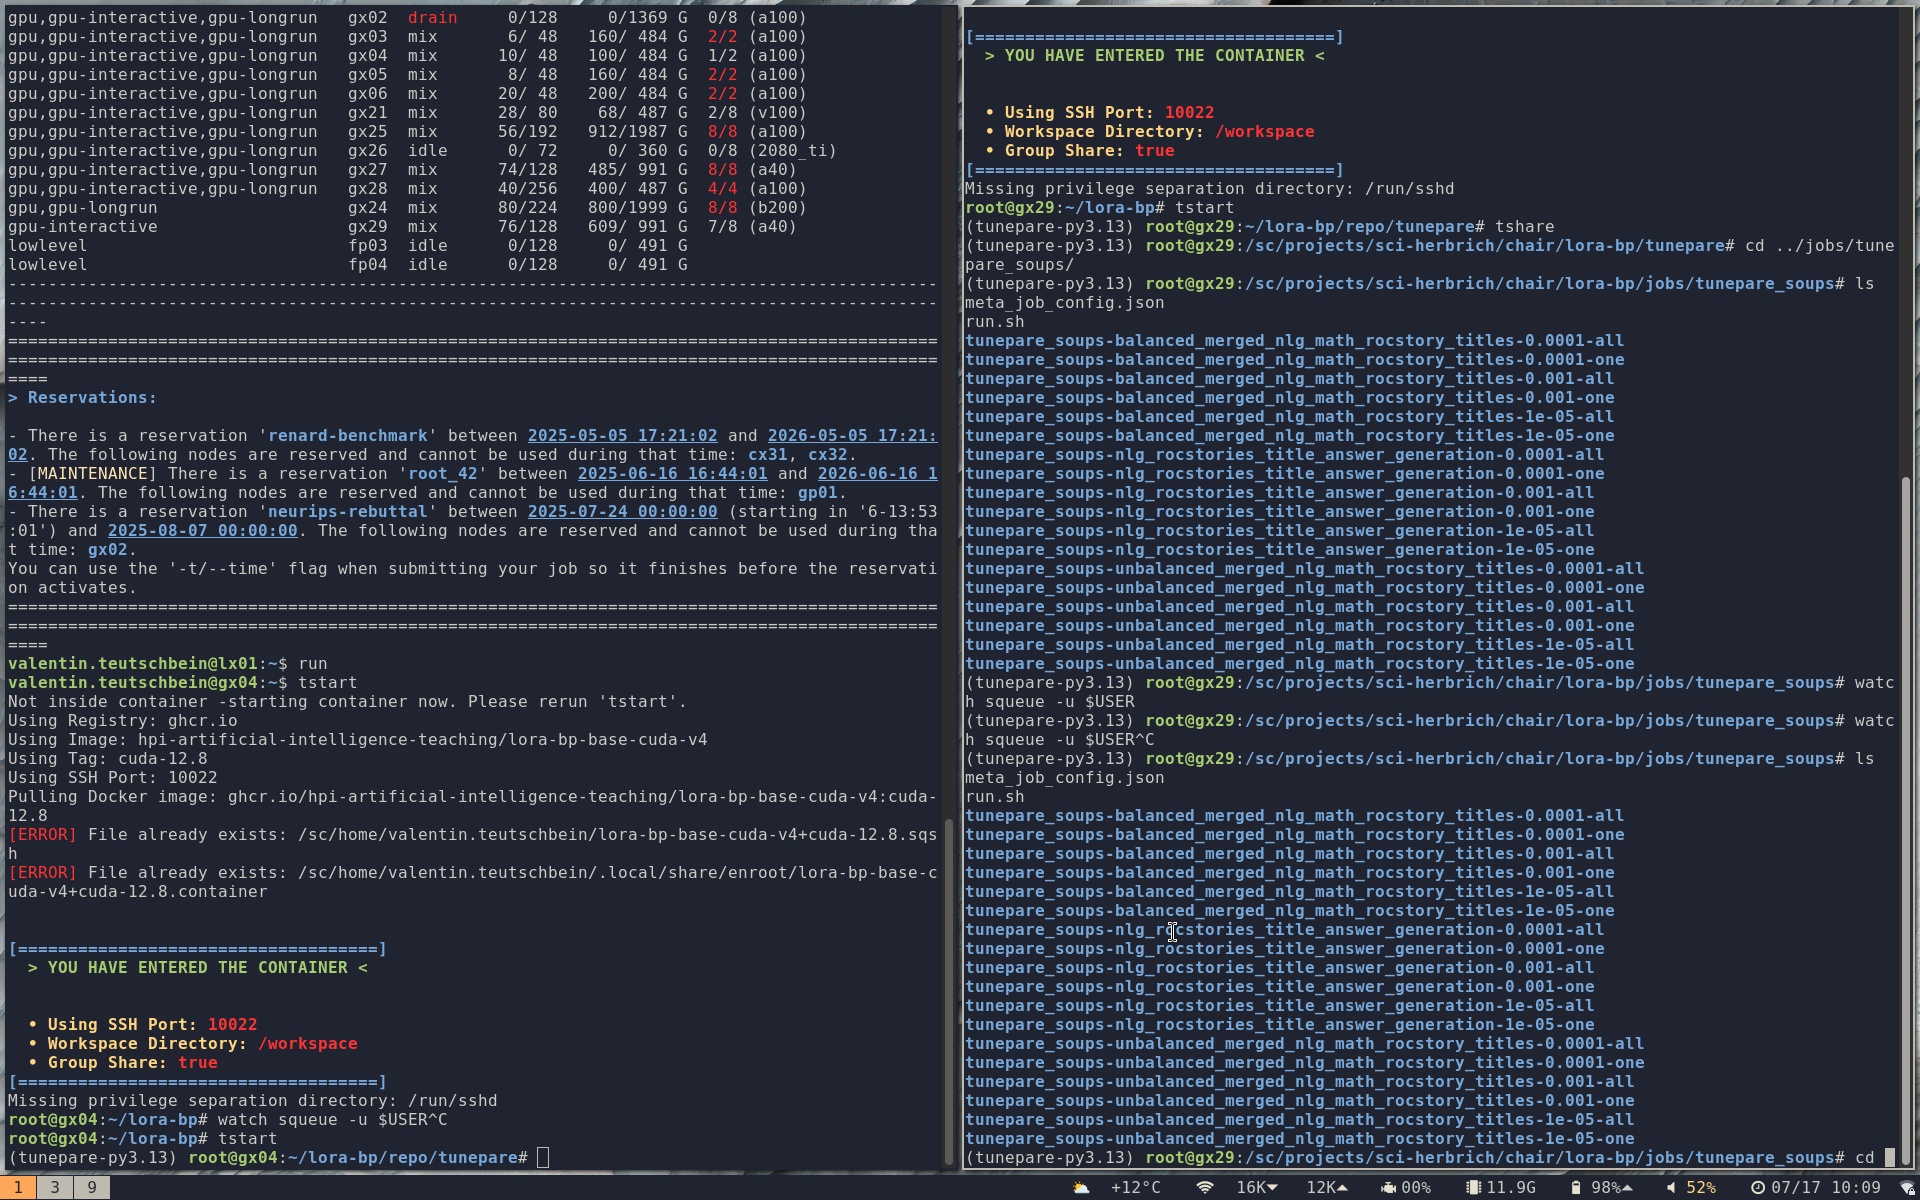 gpu,gpu-interactive,gpu-longrun   gx02  drain     0/128     0/1369 G  0/8 (a100)
gpu,gpu-interactive,gpu-longrun   gx03  mix       6/ 48   160/ 484 G  2/2 (a100)
gpu,gpu-interactive,gpu-longrun   gx04  mix      10/ 48   100/ 484 G  1/2 (a100)
gpu,gpu-interactive,gpu-longrun   gx05  mix       8/ 48   160/ 484 G  2/2 (a100)
gpu,gpu-interactive,gpu-longrun   gx06  mix      20/ 48   200/ 484 G  2/2 (a100)
gpu,gpu-interactive,gpu-longrun   gx21  mix      28/ 80    68/ 487 G  2/8 (v100)
gpu,gpu-interactive,gpu-longrun   gx25  mix      56/192   912/1987 G  8/8 (a100)
gpu,gpu-interactive,gpu-longrun   gx26  idle      0/ 72     0/ 360 G  0/8 (2080_ti)
gpu,gpu-interactive,gpu-longrun   gx27  mix      74/128   485/ 991 G  8/8 (a40)
gpu,gpu-interactive,gpu-longrun   gx28  mix      40/256   400/ 487 G  4/4 (a100)
gpu,gpu-longrun                   gx24  mix      80/224   800/1999 G  8/8 (b200)
gpu-interactive                   gx29  mix      76/128   609/ 991 G  7/8 (a40)
lowlevel                          fp03  idle      0/128     0/ 491 G
lowlevel                          fp04  idle      0/128     0/ 491 G
---------------------------------------------------------------------------------------------
---------------------------------------------------------------------------------------------
----
=============================================================================================
=============================================================================================
====
> Reservations:
- There is a reservation 'renard-benchmark' between 2025-05-05 17:21:02 and 2026-05-05 17:21:
02. The following nodes are reserved and cannot be used during that time: cx31, cx32.
- [MAINTENANCE] There is a reservation 'root_42' between 2025-06-16 16:44:01 and 2026-06-16 1
6:44:01. The following nodes are reserved and cannot be used during that time: gp01.
- There is a reservation 'neurips-rebuttal' between 2025-07-24 00:00:00 (starting in '6-13:53
:01') and 2025-08-07 00:00:00. The following nodes are reserved and cannot be used during tha
t time: gx02.
You can use the '-t/--time' flag when submitting your job so it finishes before the reservati
on activates.
=============================================================================================
=============================================================================================
====
valentin.teutschbein@lx01:~$ run
valentin.teutschbein@gx04:~$ tstart
Not inside container -starting container now. Please rerun 'tstart'.
Using Registry: ghcr.io
Using Image: hpi-artificial-intelligence-teaching/lora-bp-base-cuda-v4
Using Tag: cuda-12.8
Using SSH Port: 10022
Pulling Docker image: ghcr.io/hpi-artificial-intelligence-teaching/lora-bp-base-cuda-v4:cuda-
12.8
[ERROR] File already exists: /sc/home/valentin.teutschbein/lora-bp-base-cuda-v4+cuda-12.8.sqs
h
[ERROR] File already exists: /sc/home/valentin.teutschbein/.local/share/enroot/lora-bp-base-c
uda-v4+cuda-12.8.container
[====================================]
> YOU HAVE ENTERED THE CONTAINER <
• Using SSH Port: 10022
• Workspace Directory: /workspace
• Group Share: true
[====================================]
Missing privilege separation directory: /run/sshd
root@gx04:~/lora-bp# watch squeue -u $USER^C
root@gx04:~/lora-bp# tstart
(tunepare-py3.13) root@gx04:~/lora-bp/repo/tunepare#
[===================================]
> YOU HAVE ENTERED THE CONTAINER <
• Using SSH Port: 10022
• Workspace Directory: /workspace
• Group Share: true
[===================================]
Missing privilege separation directory: /run/sshd
root@gx29:~/lora-bp# tstart
(tunepare-py3.13) root@gx29:~/lora-bp/repo/tunepare# tshare
(tunepare-py3.13) root@gx29:/sc/projects/sci-herbrich/chair/lora-bp/tunepare# cd ../jobs/tune
pare_soups/
(tunepare-py3.13) root@gx29:/sc/projects/sci-herbrich/chair/lora-bp/jobs/tunepare_soups# ls
meta_job_config.json
run.sh
tunepare_soups-balanced_merged_nlg_math_rocstory_titles-0.0001-all
tunepare_soups-balanced_merged_nlg_math_rocstory_titles-0.0001-one
tunepare_soups-balanced_merged_nlg_math_rocstory_titles-0.001-all
tunepare_soups-balanced_merged_nlg_math_rocstory_titles-0.001-one
tunepare_soups-balanced_merged_nlg_math_rocstory_titles-1e-05-all
tunepare_soups-balanced_merged_nlg_math_rocstory_titles-1e-05-one
tunepare_soups-nlg_rocstories_title_answer_generation-0.0001-all
tunepare_soups-nlg_rocstories_title_answer_generation-0.0001-one
tunepare_soups-nlg_rocstories_title_answer_generation-0.001-all
tunepare_soups-nlg_rocstories_title_answer_generation-0.001-one
tunepare_soups-nlg_rocstories_title_answer_generation-1e-05-all
tunepare_soups-nlg_rocstories_title_answer_generation-1e-05-one
tunepare_soups-unbalanced_merged_nlg_math_rocstory_titles-0.0001-all
tunepare_soups-unbalanced_merged_nlg_math_rocstory_titles-0.0001-one
tunepare_soups-unbalanced_merged_nlg_math_rocstory_titles-0.001-all
tunepare_soups-unbalanced_merged_nlg_math_rocstory_titles-0.001-one
tunepare_soups-unbalanced_merged_nlg_math_rocstory_titles-1e-05-all
tunepare_soups-unbalanced_merged_nlg_math_rocstory_titles-1e-05-one
(tunepare-py3.13) root@gx29:/sc/projects/sci-herbrich/chair/lora-bp/jobs/tunepare_soups# watc
h squeue -u $USER
(tunepare-py3.13) root@gx29:/sc/projects/sci-herbrich/chair/lora-bp/jobs/tunepare_soups# watc
h squeue -u $USER^C
(tunepare-py3.13) root@gx29:/sc/projects/sci-herbrich/chair/lora-bp/jobs/tunepare_soups# ls
meta_job_config.json
run.sh
tunepare_soups-balanced_merged_nlg_math_rocstory_titles-0.0001-all
tunepare_soups-balanced_merged_nlg_math_rocstory_titles-0.0001-one
tunepare_soups-balanced_merged_nlg_math_rocstory_titles-0.001-all
tunepare_soups-balanced_merged_nlg_math_rocstory_titles-0.001-one
tunepare_soups-balanced_merged_nlg_math_rocstory_titles-1e-05-all
tunepare_soups-balanced_merged_nlg_math_rocstory_titles-1e-05-one
tunepare_soups-nlg_rocstories_title_answer_generation-0.0001-all
tunepare_soups-nlg_rocstories_title_answer_generation-0.0001-one
tunepare_soups-nlg_rocstories_title_answer_generation-0.001-all
tunepare_soups-nlg_rocstories_title_answer_generation-0.001-one
tunepare_soups-nlg_rocstories_title_answer_generation-1e-05-all
tunepare_soups-nlg_rocstories_title_answer_generation-1e-05-one
tunepare_soups-unbalanced_merged_nlg_math_rocstory_titles-0.0001-all
tunepare_soups-unbalanced_merged_nlg_math_rocstory_titles-0.0001-one
tunepare_soups-unbalanced_merged_nlg_math_rocstory_titles-0.001-all
tunepare_soups-unbalanced_merged_nlg_math_rocstory_titles-0.001-one
tunepare_soups-unbalanced_merged_nlg_math_rocstory_titles-1e-05-all
tunepare_soups-unbalanced_merged_nlg_math_rocstory_titles-1e-05-one
(tunepare-py3.13) root@gx29:/sc/projects/sci-herbrich/chair/lora-bp/jobs/tunepare_soups# cd
1 3 9 +12°C 16K 12K 00% 11.9G 98% 52% 07/17 10:09